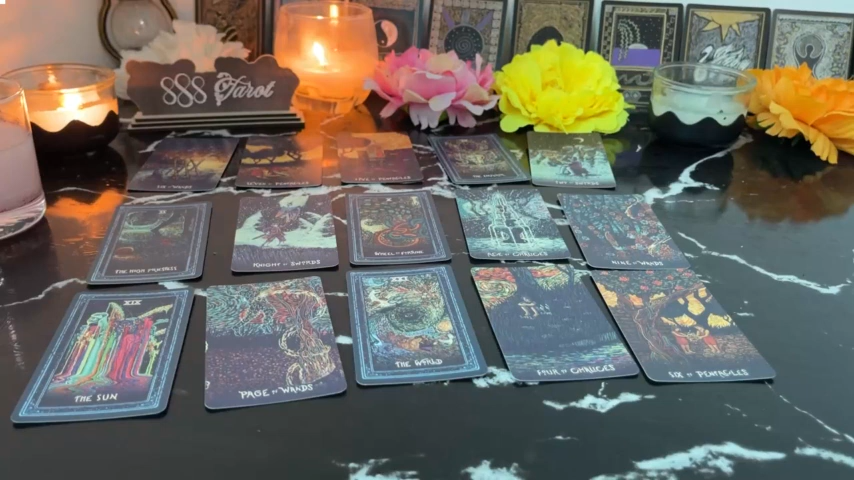 888 Tarot
THE HIGH PRIESTESS
KNIGHT OF SWORDS
WHEEL OF FORTUNE
ACE OF CHALICES
NINE OF WANDS
XIX
THE SUN
PAGE OF WANDS
XXI
THE WORLD
FOUR OF CHALICES
SIX OF PENTACLES